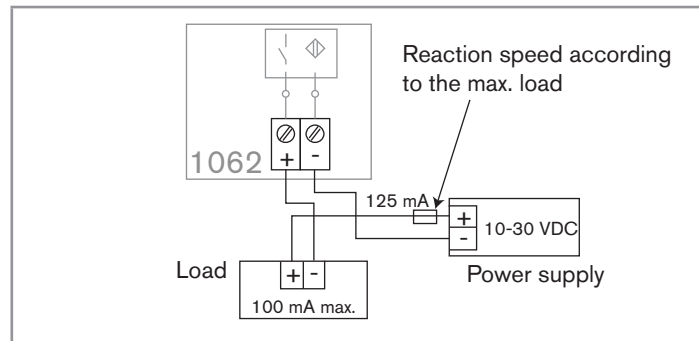 Reaction speed according
to the max. load
1062
+ -
125 mA
+
-
10-30 VDC
Load
+ -
Power supply
100 mA max.